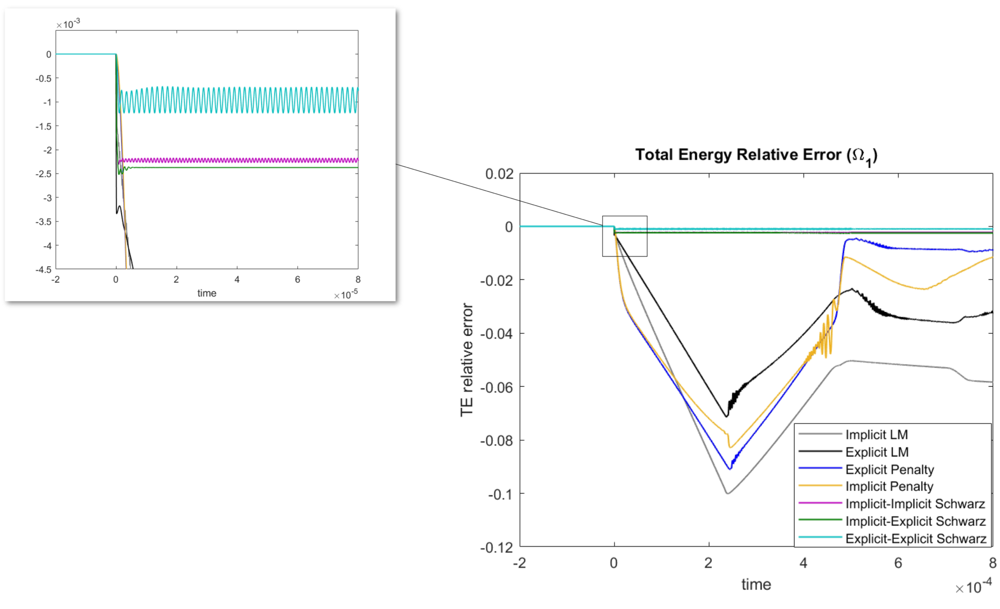 ×10-3
0
-0.5
-1
-1.5
-2
-2.5
-3
-3.5
-4
-4.5
-2 0 2 4 6 8
time
×10-5
Total Energy Relative Error (Ω1)
0.02
0
-0.02
-0.04
-0.06
-0.08
-0.1
-0.12
TE relative error
Implicit LM
Explicit LM
Explicit Penalty
Implicit Penalty
Implicit-Implicit Schwarz
Implicit-Explicit Schwarz
Explicit-Explicit Schwarz
-2 0 2 4 6 8
time
×10-4